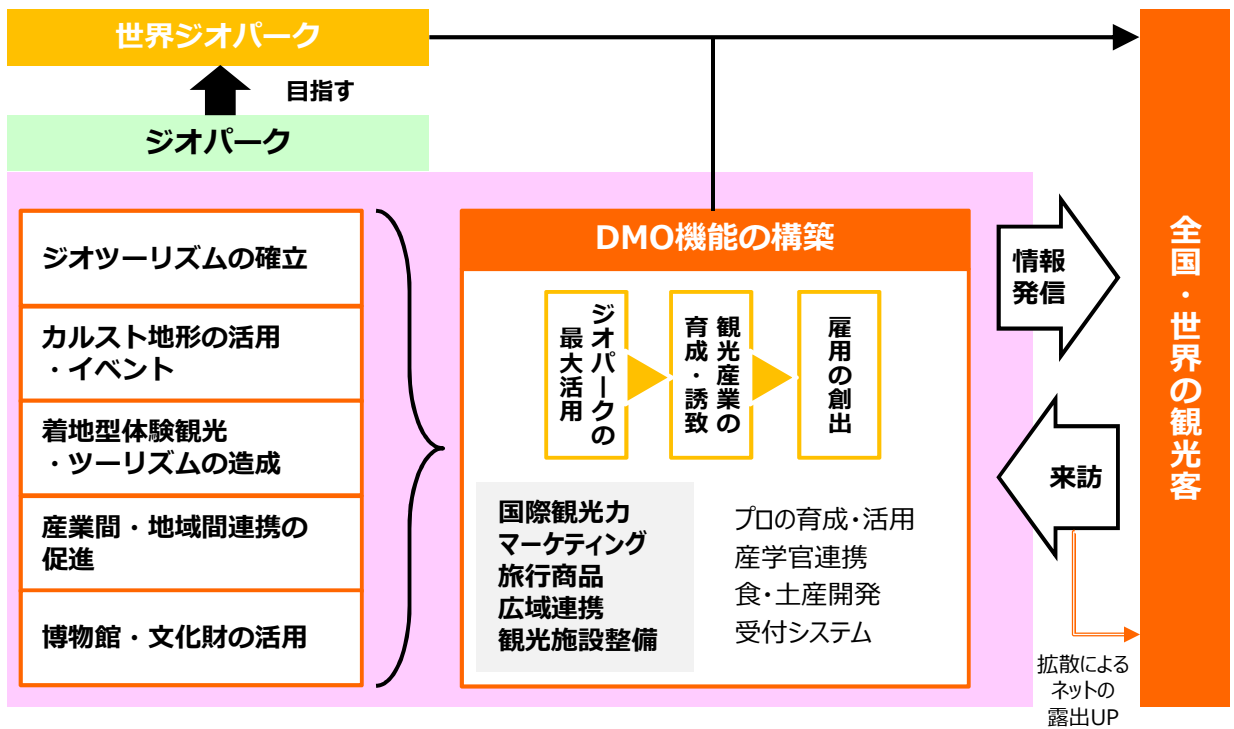 世界ジオパーク
目指す
ジオパーク
ジオツーリズムの確立
カルスト地形の活用
・イベント
着地型体験観光
・ツーリズムの造成
産業間・地域間連携の
促進
博物館・文化財の活用
DMO機能の構築
ジオパークの
最大活用
観光産業の
育成・誘致
雇用の創出
国際観光力
マーケティング
旅行商品
広域連携
観光施設整備
プロの育成・活用
産学官連携
食・土産開発
受付システム
情報
発信
来訪
拡散による
ネットの
露出UP
全国・世界の観光客